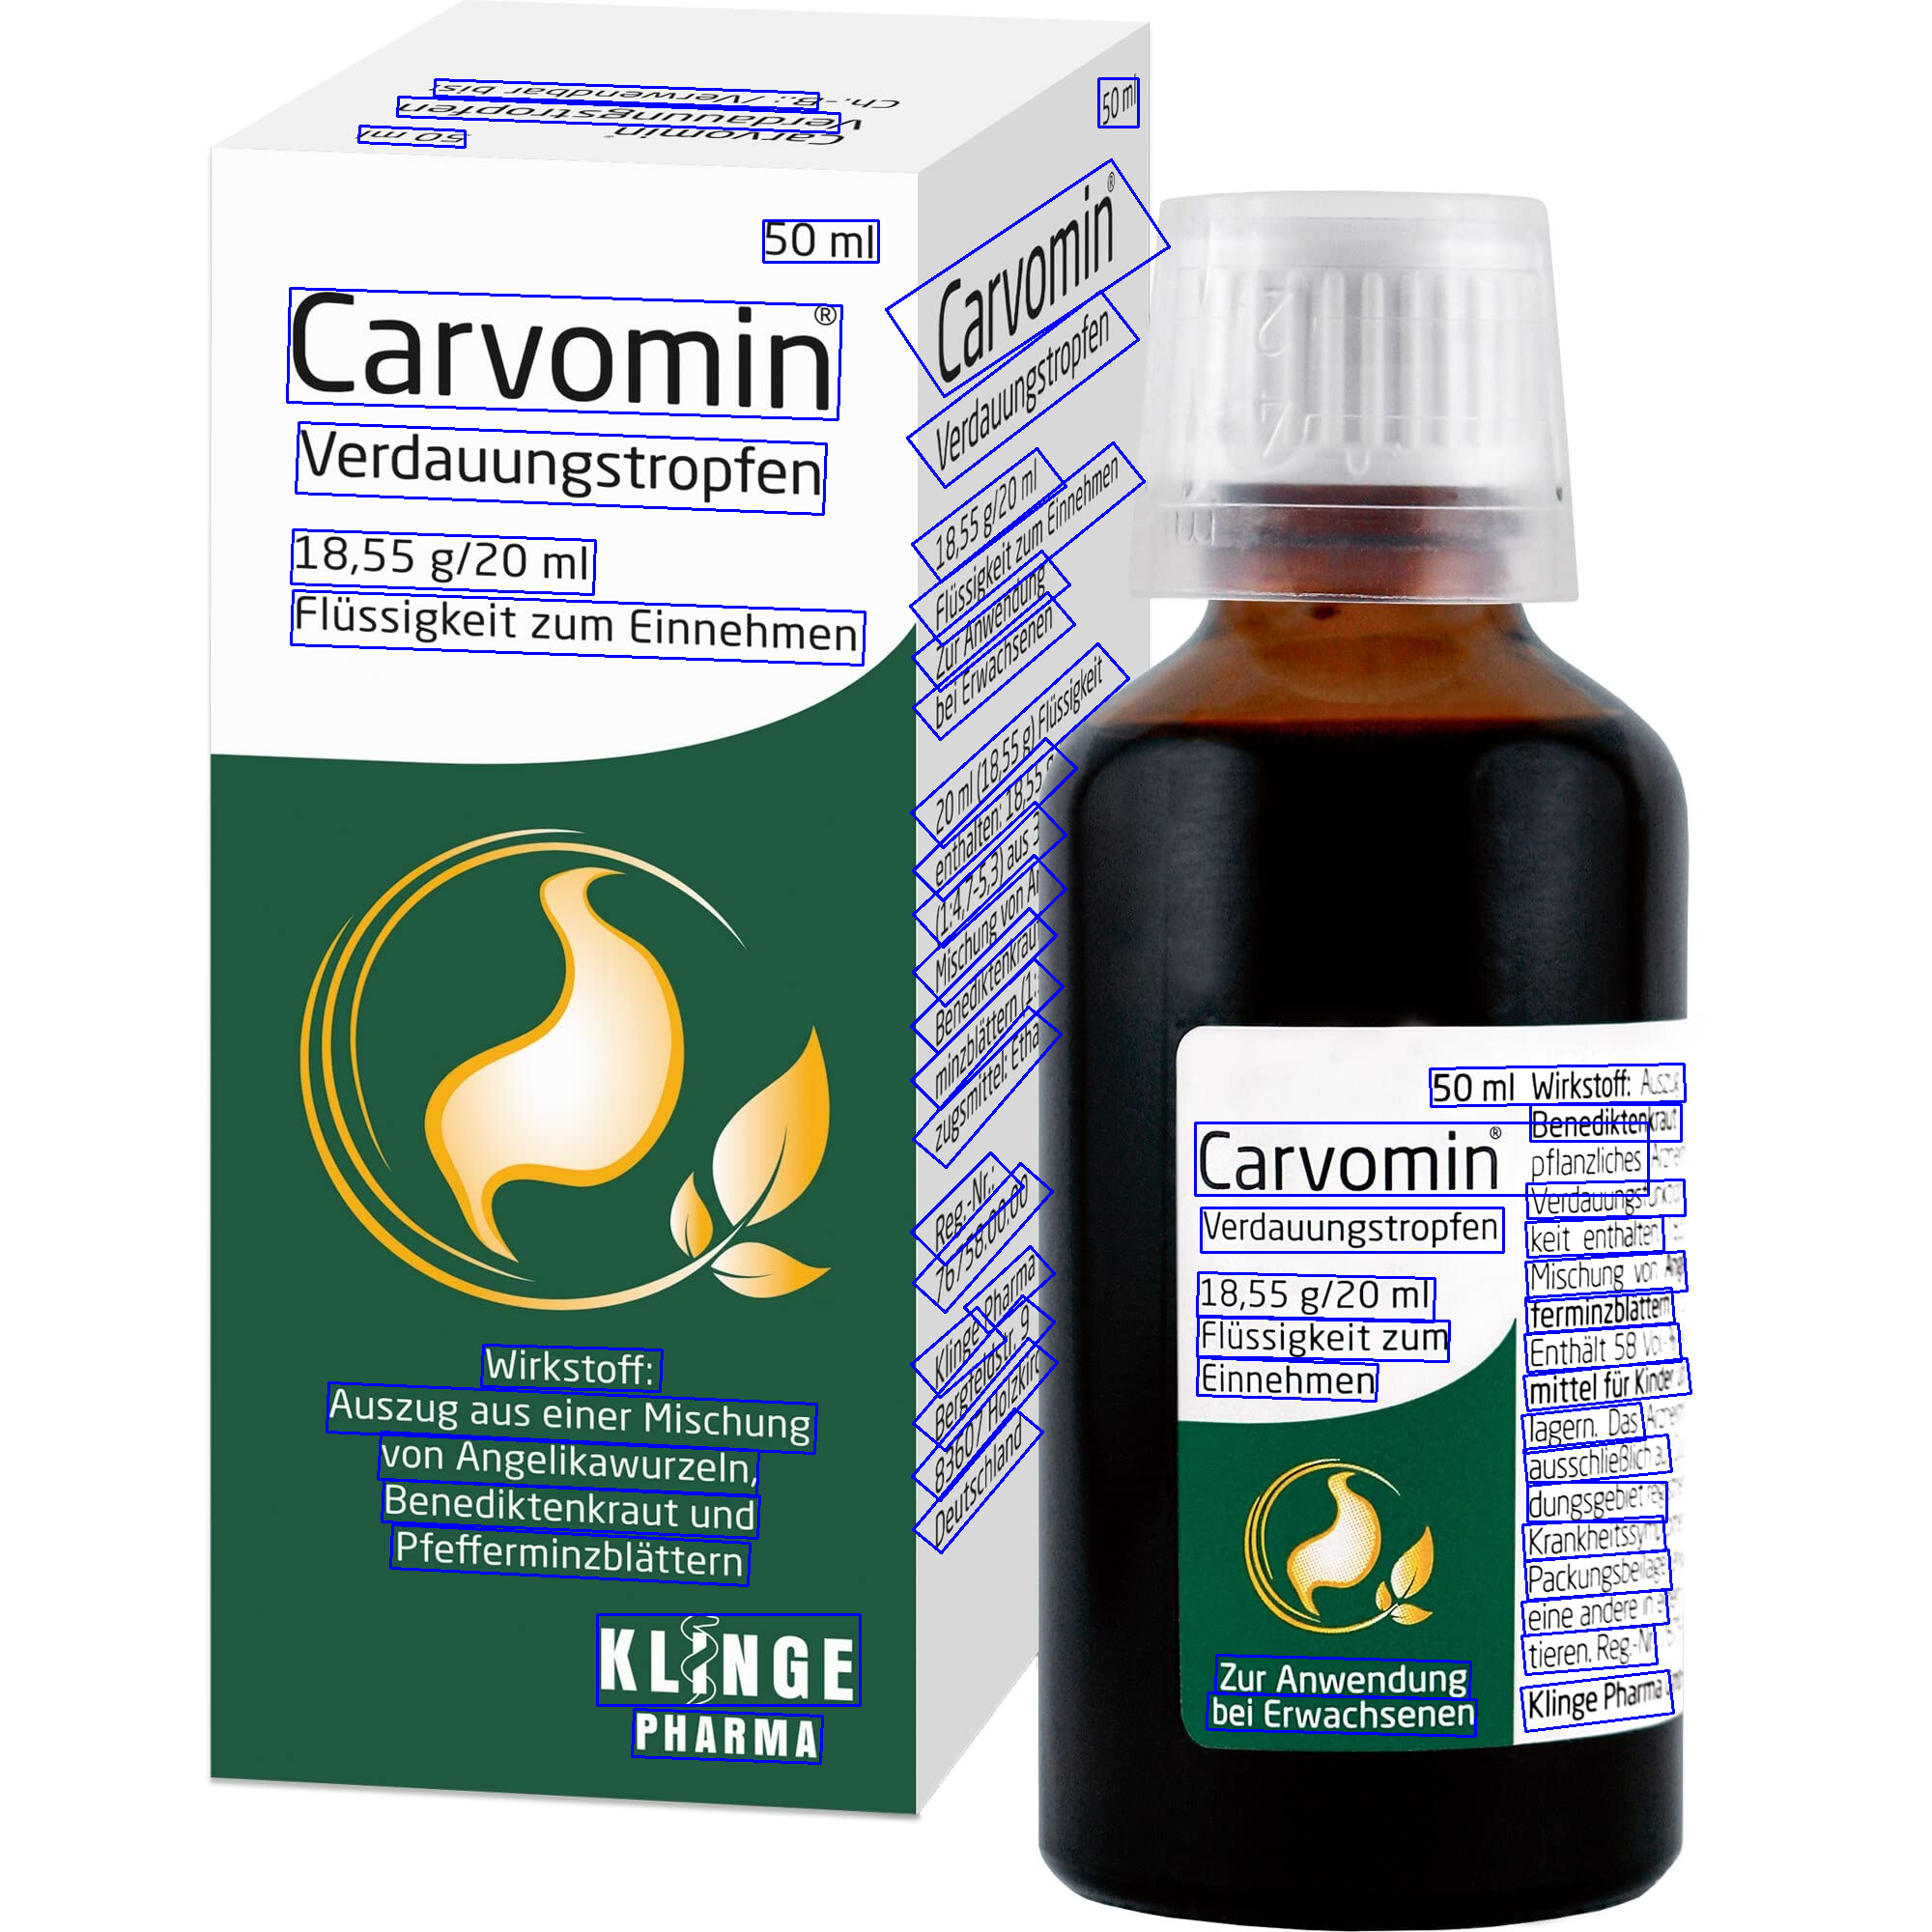 Ch.-B.: /Verwendbar bis:
Verdauungstropfen
Carvomin®
50 ml
50 ml
Carvomin®
Verdauungstropfen
18,55 g/20 ml
Flüssigkeit zum Einnehmen
Wirkstoff:
Auszug aus einer Mischung
von Angelikawurzeln,
Benediktenkraut und
Pfefferminzblättern
KLINGE
PHARMA
50 ml
Carvomin®
Verdauungstropfen
18,55 g/20 ml
Flüssigkeit zum Einnehmen
Zur Anwendung
bei Erwachsenen
20 ml (18,55 g) Flüssigkeit
enthalten: 18,55
(1:4,7-5,3) aus
Mischung von
Benediktenkrau
minzblättern (1:
zugsmittel: Etha
Reg.-Nr.:
76758.00.00
Klinge Pharma
Bergfeldstr. 9
83607 Holzkirc
Deutschland
50 ml
Carvomin®
Verdauungstropfen
18,55 g/20 ml
Flüssigkeit zum
Einnehmen
Zur Anwendung
bei Erwachsenen
Wirkstoff: Auszu
Benediktenkraut
pflanzliches
Verdauungsfunk
keit enthalten
Mischung von
ferminzblättern
Enthält 58
mittel für Kinder
lagern. Das
ausschließlich
dungsgebiet
Krankheitssym
Packungsbeilage
eine andere in
tieren. Reg.-Nr
Klinge Pharma